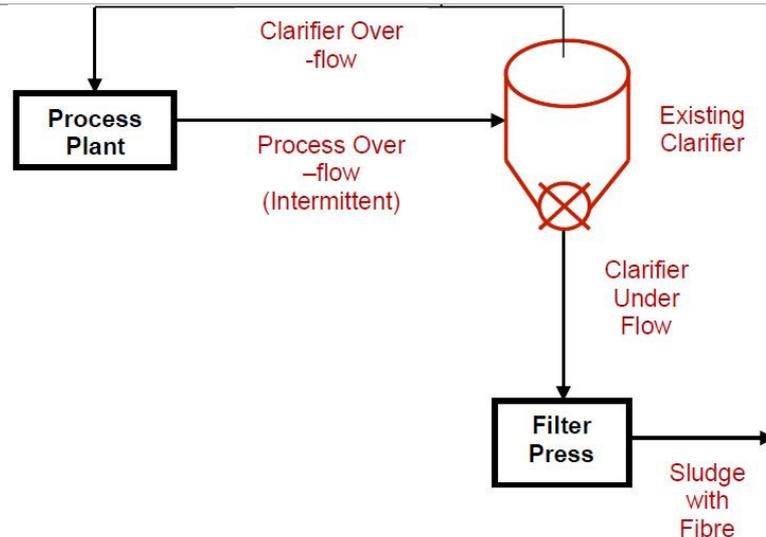 Clarifier Over
-flow
Process
Plant
Process Over
–flow
(Intermittent)
Existing
Clarifier
Clarifier
Under
Flow
Filter
Press
Sludge
with
Fibre